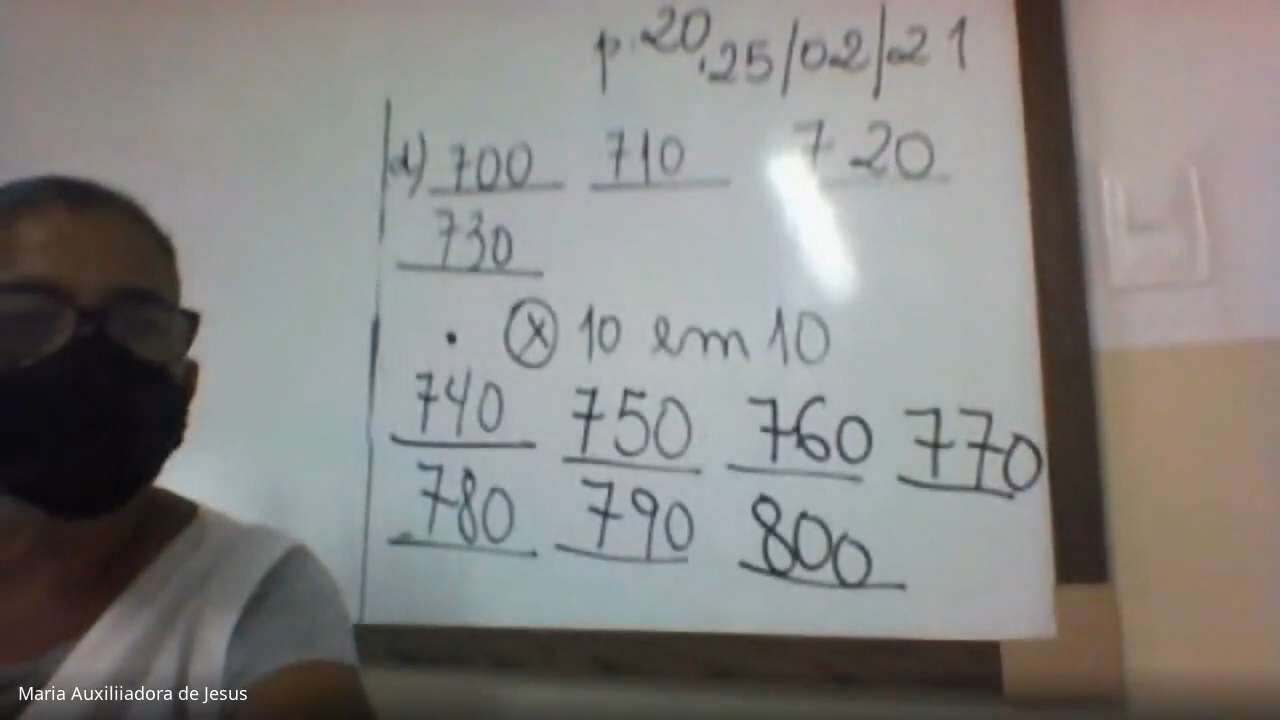 p. 20, 25/02/21
d) 700 710 720
730
. (x) 10 em 10
740 750 760 770
780 790 800
Maria Auxiliiadora de Jesus